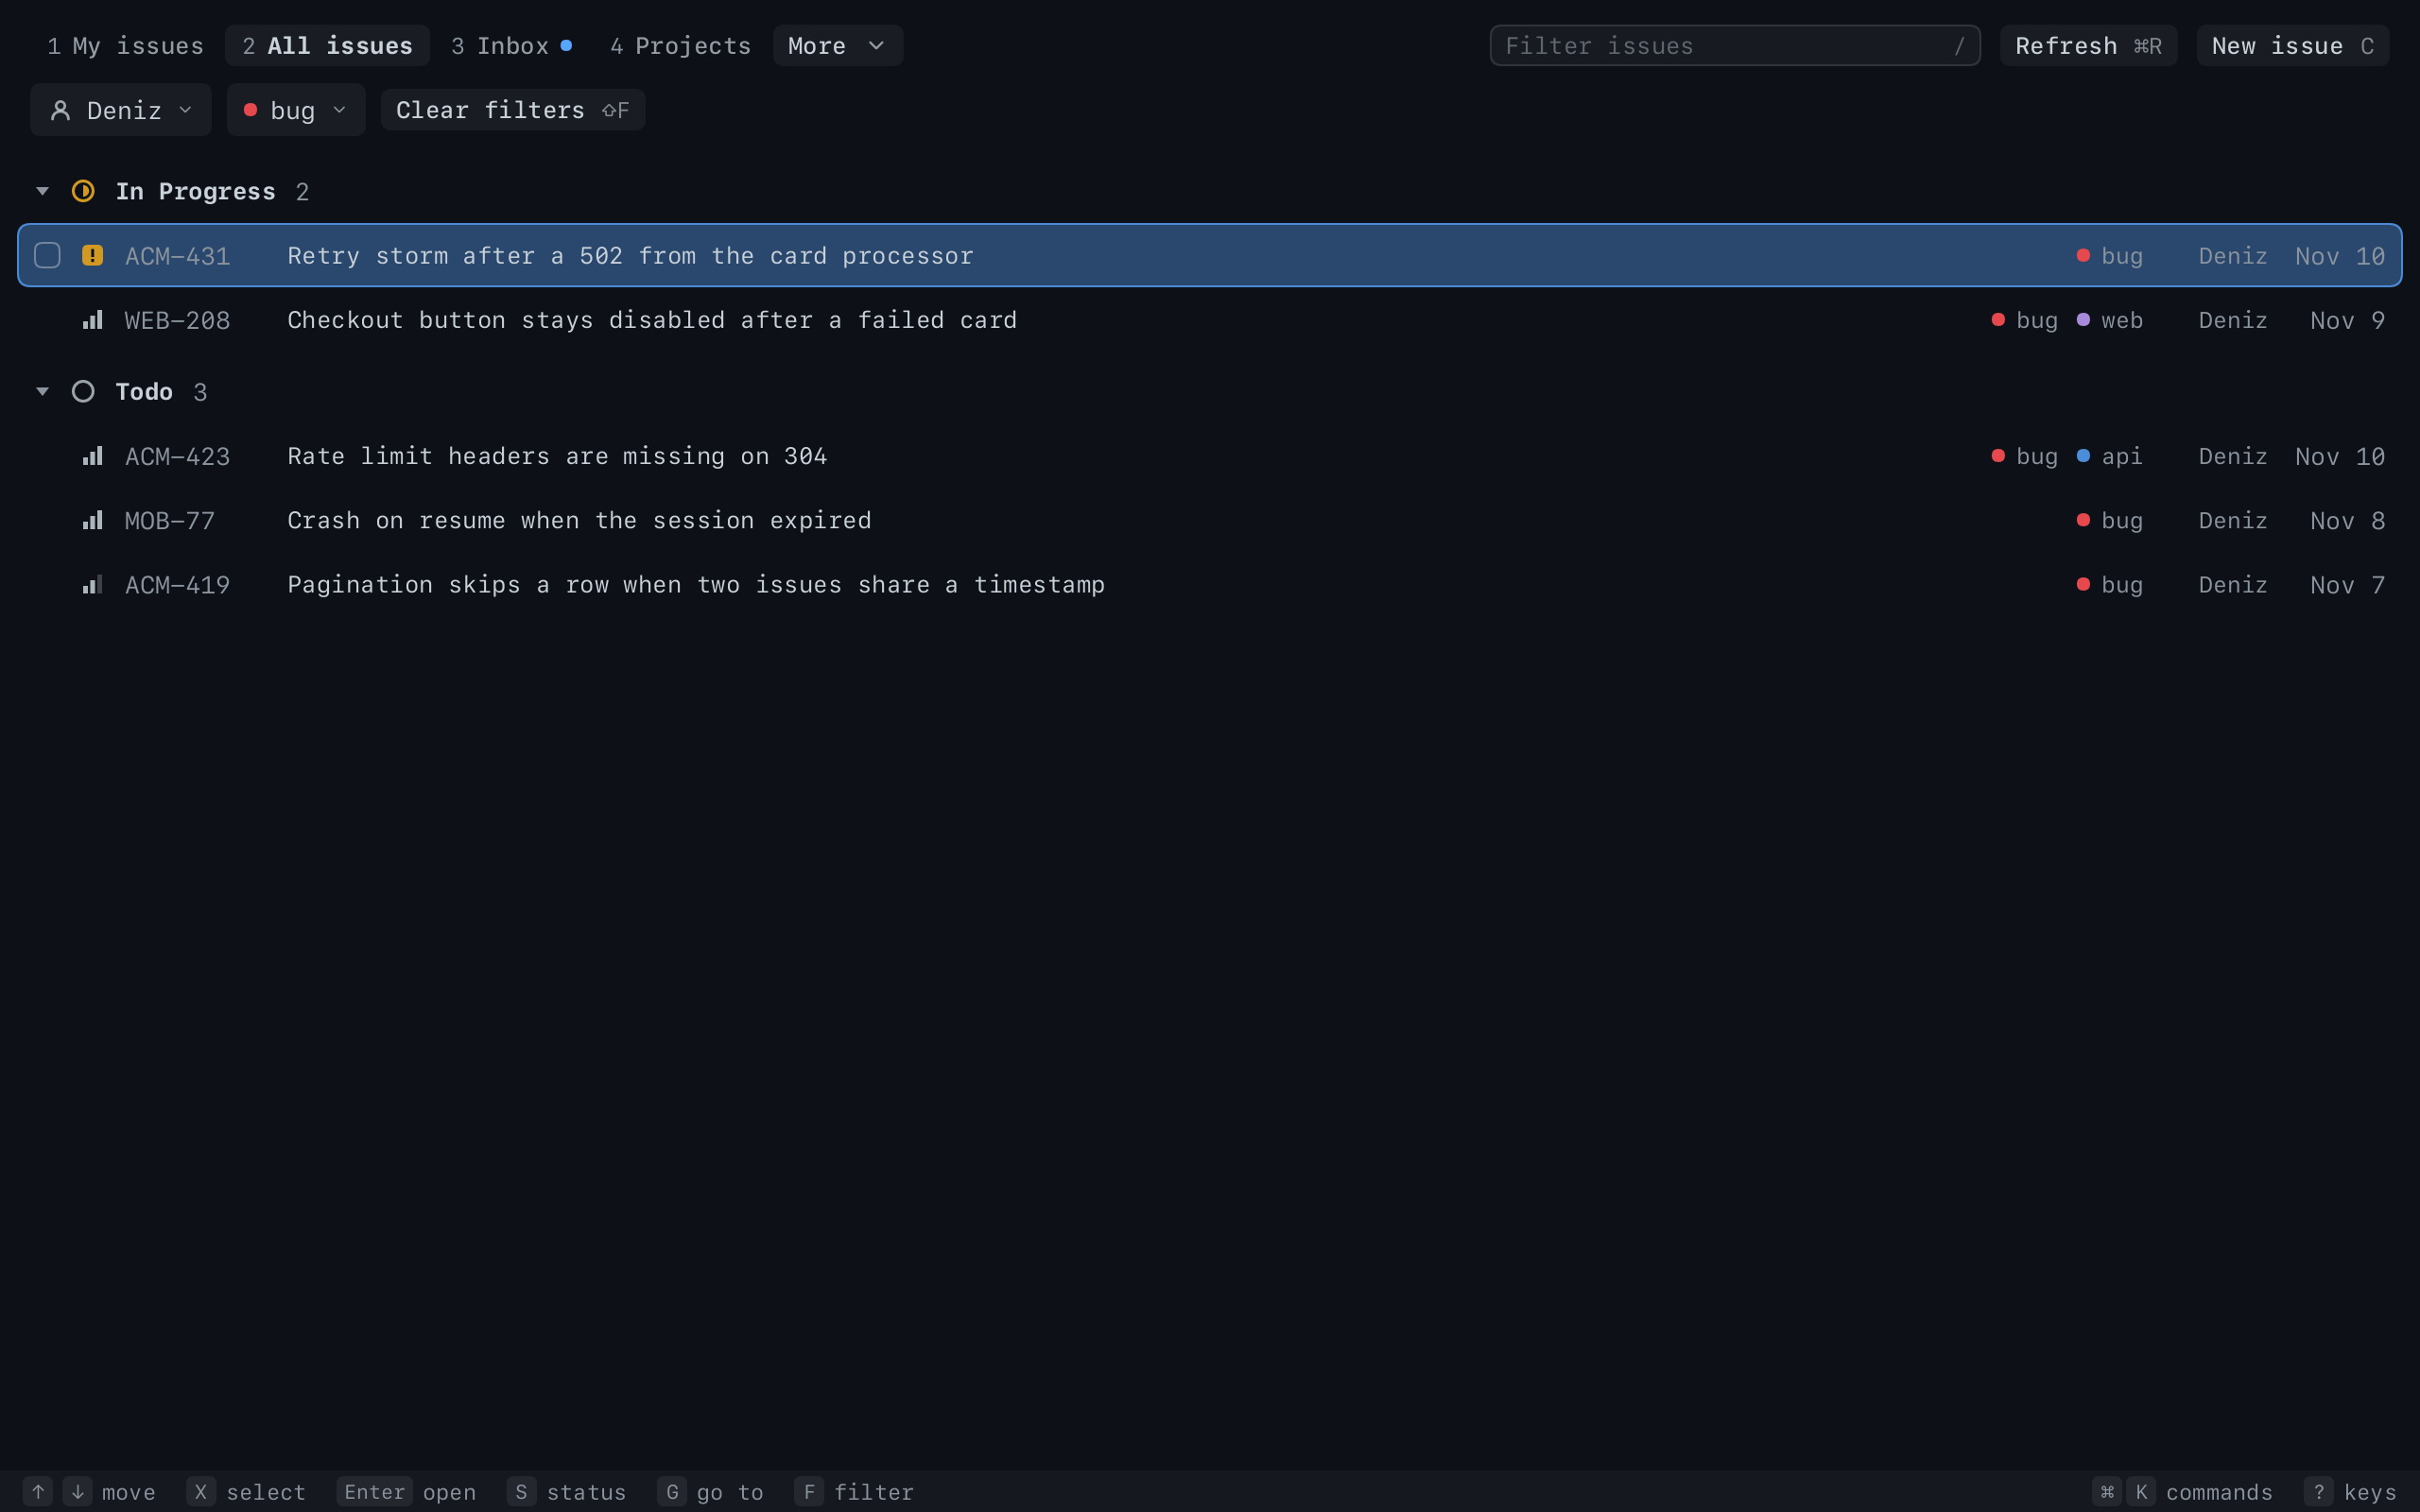 1 My issues 2 All issues 3 Inbox 4 Projects More Filter issues / Refresh ⌘R New issue C
Deniz bug Clear filters ⇧F
In Progress 2
ACM-431 Retry storm after a 502 from the card processor bug Deniz Nov 10
WEB-208 Checkout button stays disabled after a failed card bug web Deniz Nov 9
Todo 3
ACM-423 Rate limit headers are missing on 304 bug api Deniz Nov 10
MOB-77 Crash on resume when the session expired bug Deniz Nov 8
ACM-419 Pagination skips a row when two issues share a timestamp bug Deniz Nov 7
↑ ↓ move X select Enter open S status G go to F filter ⌘ K commands ? keys